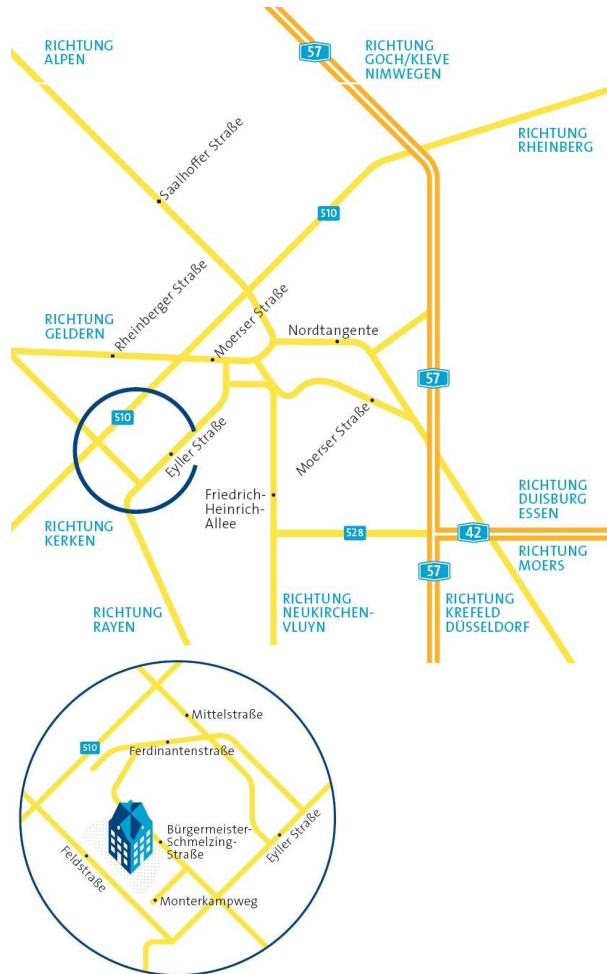 RICHTUNG
ALPEN
57
RICHTUNG
GOCH/KLEVE
NIMWEGEN
RICHTUNG
RHEINBERG
Saalhoffer Straße
510
Rheinberger Straße
Moerser Straße
RICHTUNG
GELDERN
Nordtangente
57
510
Eyller Straße
Moerser Straße
Friedrich-
Heinrich-
Allee
RICHTUNG
DUISBURG
ESSEN
RICHTUNG
KERKEN
528
42
RICHTUNG
MOERS
57
RICHTUNG
RAYEN
RICHTUNG
NEUKIRCHEN-
VLUYN
RICHTUNG
KREFELD
DÜSSELDORF
Mittelstraße
510
Ferdinantenstraße
Bürgermeister-
Schmelzing-
Straße
Eyller Straße
Feldstraße
Monterkampweg